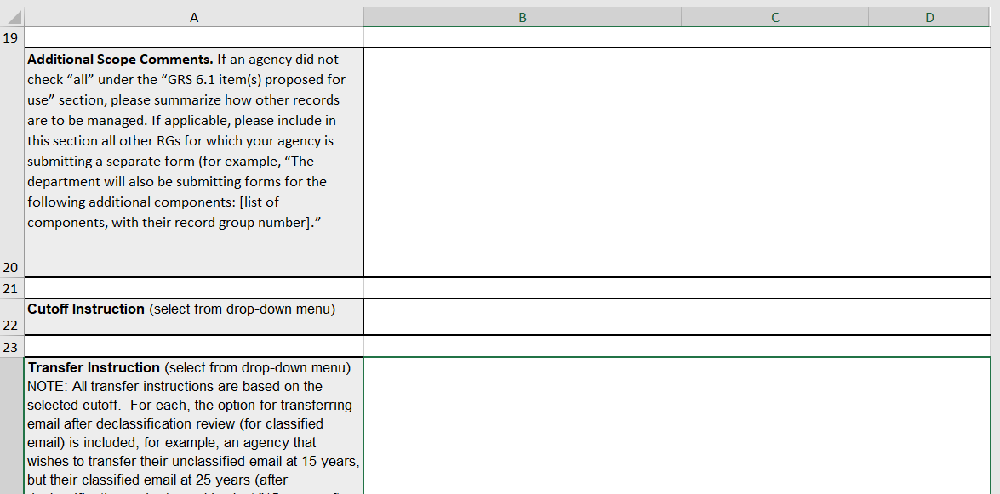 A B C D
19
Additional Scope Comments. If an agency did not
check “all” under the “GRS 6.1 item(s) proposed for
use” section, please summarize how other records
are to be managed. If applicable, please include in
this section all other RGs for which your agency is
submitting a separate form (for example, “The
department will also be submitting forms for the
following additional components: [list of
components, with their record group number].”
20
21
Cutoff Instruction (select from drop-down menu)
22
23
Transfer Instruction (select from drop-down menu)
NOTE: All transfer instructions are based on the
selected cutoff.  For each, the option for transferring
email after declassification review (for classified
email) is included; for example, an agency that
wishes to transfer their unclassified email at 15 years,
but their classified email at 25 years (after